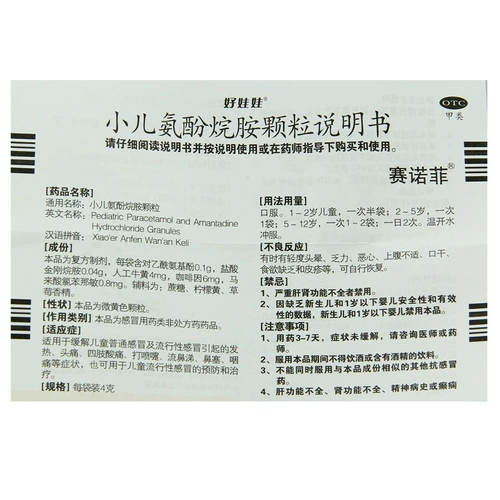 好娃娃®
OTC
甲类
小儿氨酚烷胺颗粒说明书
请仔细阅读说明书并按说明使用或在药师指导下购买和使用。
赛诺菲®
[药品名称]
通用名称：小儿氨酚烷胺颗粒
英文名称：Pediatric Paracetamol and Amantadine
Hydrochloride Granules
汉语拼音：Xiao'er Anfen Wan'an Keli
[成份]
本品为复方制剂，每袋含对乙酰氨基酚0.1g，盐酸
金刚烷胺0.04g，人工牛黄4mg，咖啡因6mg，马
来酸氯苯那敏0.8mg。辅料为：蔗糖、柠檬黄、草
莓香精。
[性状] 本品为微黄色颗粒。
[作用类别] 本品为感冒用药类非处方药药品。
[适应症]
适用于缓解儿童普通感冒及流行性感冒引起的发
热、头痛、四肢酸痛、打喷嚏、流鼻涕、鼻塞、咽
痛等症状，也可用于儿童流行性感冒的预防和治
疗。
[规格] 每袋装4克
[用法用量]
口服。1～2岁儿童，一次半袋；2～5岁，一次
1袋；5～12岁，一次1～2袋；一日2次。温开水
冲服。
[不良反应]
有时有轻度头晕、乏力、恶心、上腹不适、口干、
食欲缺乏和皮疹等，可自行恢复。
[禁忌]
1、严重肝肾功能不全者禁用。
2、因缺乏新生儿和1岁以下婴儿安全性和有效性
的数据，新生儿和1岁以下婴儿禁用本品。
[注意事项]
1、用药3-7天，症状未缓解，请咨询医师或药
师。
2、服用本品期间不得饮酒或含有酒精的饮料。
3、不能同时服用与本品成份相似的其他抗感冒
药。
4、肝功能不全、肾功能不全、精神病史或癫痫